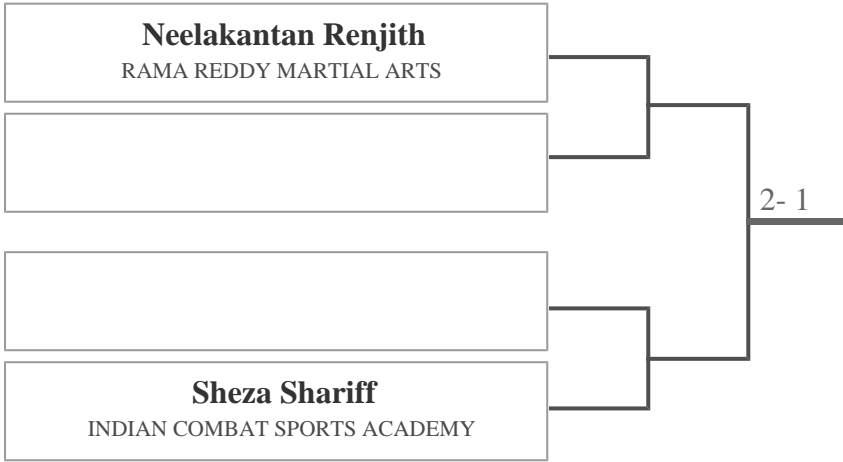 Neelakantan Renjith
RAMA REDDY MARTIAL ARTS
2- 1
Sheza Shariff
INDIAN COMBAT SPORTS ACADEMY